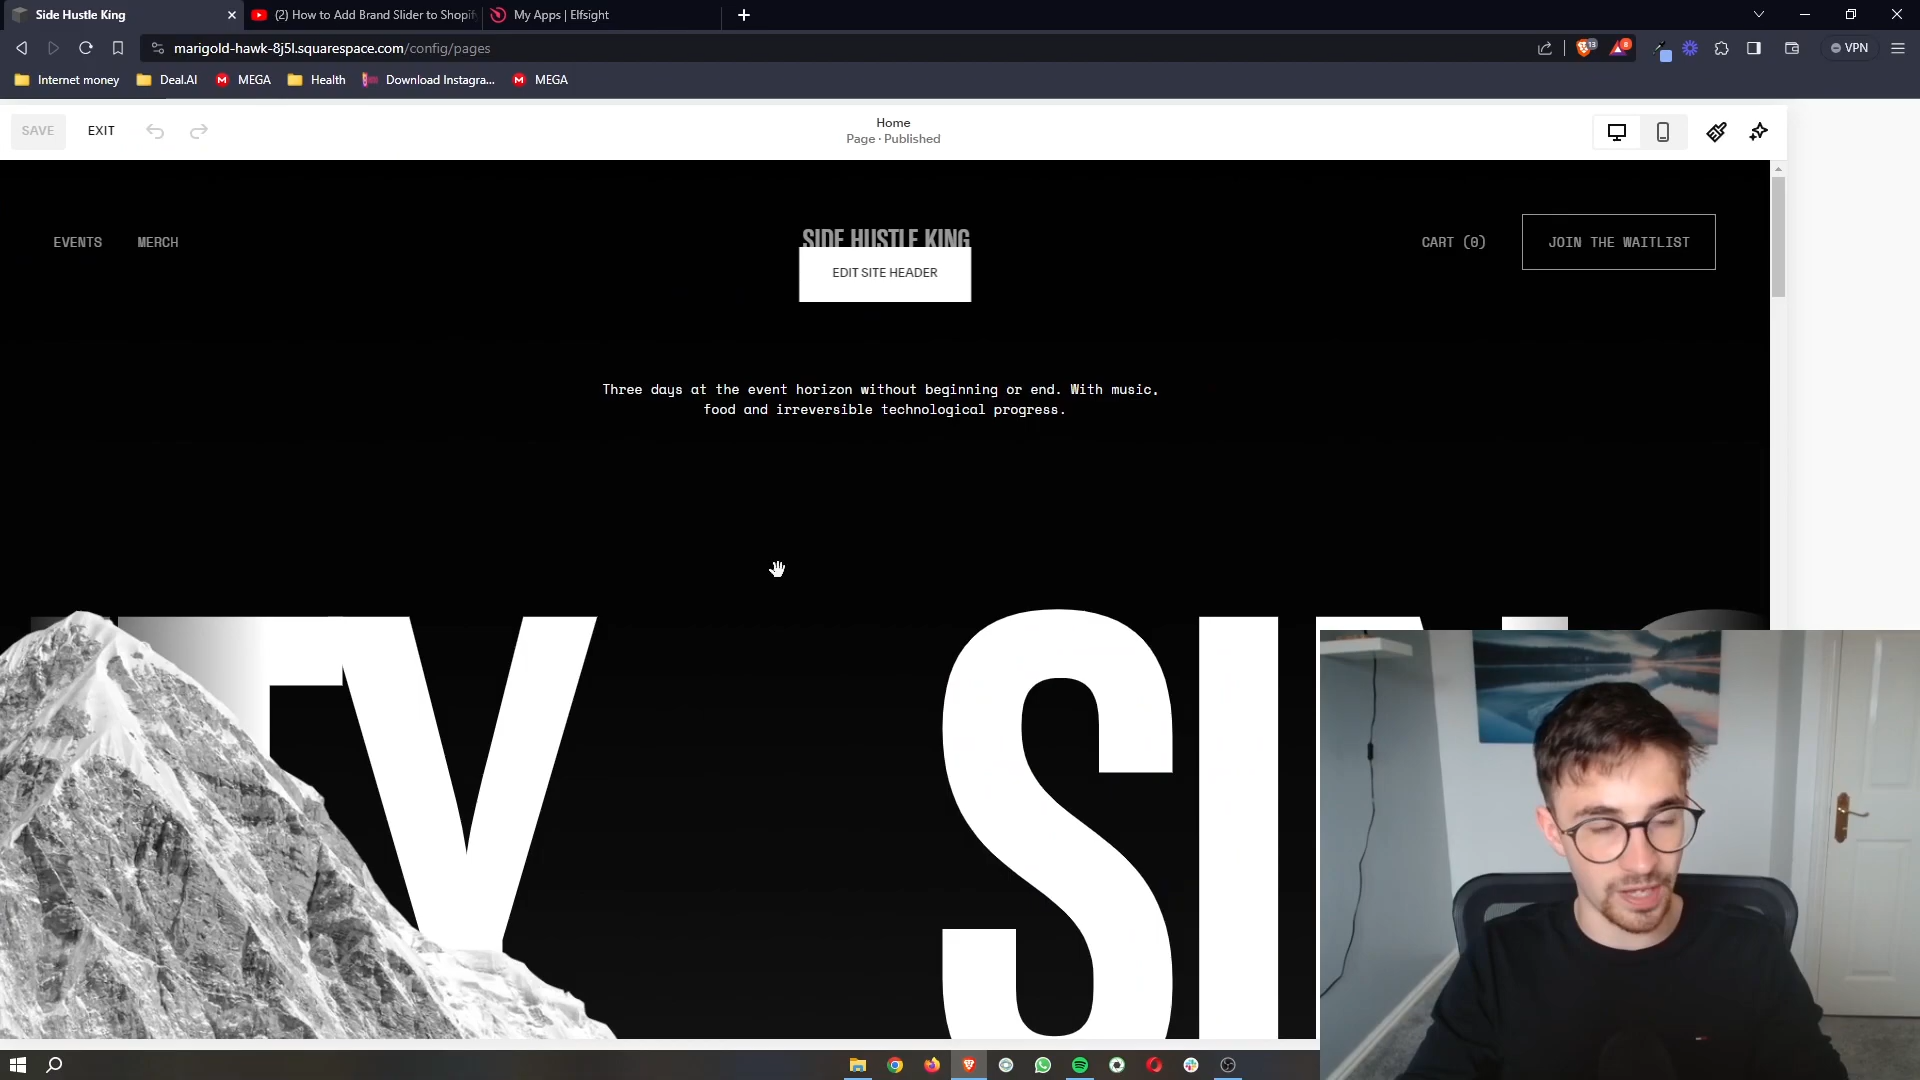 Side Hustle King
(2) How to Add Brand Slider to Shopif
My Apps | Elfsight
marigold-hawk-8j5l.squarespace.com/config/pages
13
8
VPN
Internet money
Deal.AI
MEGA
Health
Download Instagra...
MEGA
SAVE
EXIT
Home
Page · Published
EVENTS
MERCH
SIDE HUSTLE KING
CART (0)
JOIN THE WAITLIST
EDIT SITE HEADER
Three days at the event horizon without beginning or end. With music,
food and irreversible technological progress.
TY SI